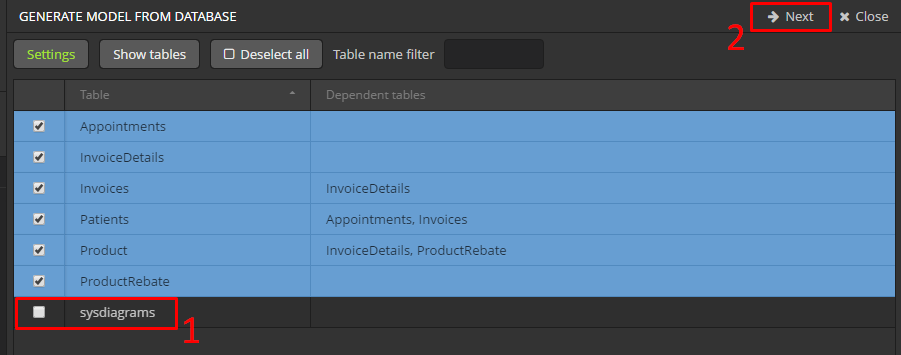 GENERATE MODEL FROM DATABASE Next Close
2
Settings Show tables Deselect all Table name filter
Table Dependent tables
Appointments
InvoiceDetails
Invoices InvoiceDetails
Patients Appointments, Invoices
Product InvoiceDetails, ProductRebate
ProductRebate
sysdiagrams
1